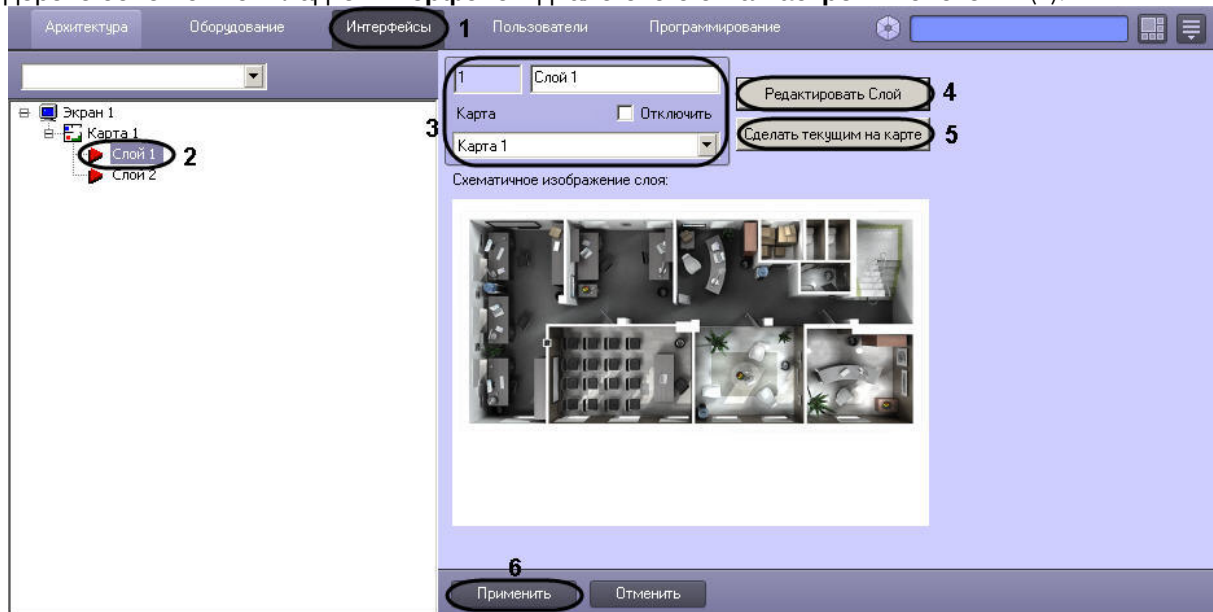 Архитектура Оборудование Интерфейсы 1 Пользователи Программирование
1 Слой 1
Редактировать Слой 4
Экран 1
Карта 1
Слой 1 2
Слой 2
3 Карта Отключить
Сделать текущим на карте 5
Карта 1
Схематичное изображение слоя:
6
Применить Отменить